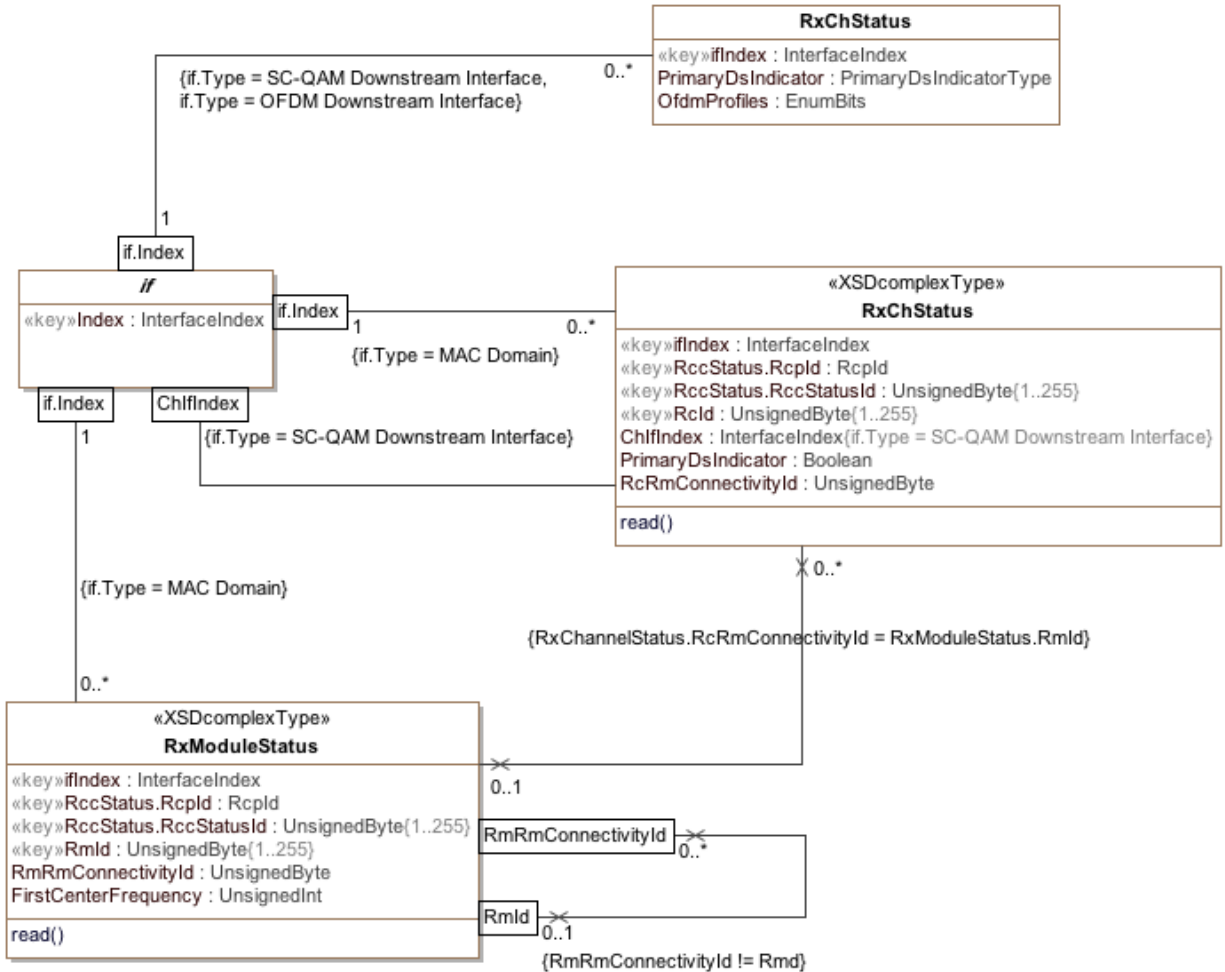 RxChStatus
«key»ifIndex : InterfaceIndex
PrimaryDsIndicator : PrimaryDsIndicatorType
OfdmProfiles : EnumBits
0..*
{if.Type = SC-QAM Downstream Interface,
if.Type = OFDM Downstream Interface}
1
if.Index
if
«key»Index : InterfaceIndex
if.Index
1
0..*
{if.Type = MAC Domain}
«XSDcomplexType»
RxChStatus
«key»ifIndex : InterfaceIndex
«key»RccStatus.RcpId : RcpId
«key»RccStatus.RccStatusId : UnsignedByte{1..255}
«key»RcId : UnsignedByte{1..255}
ChIfIndex : InterfaceIndex{if.Type = SC-QAM Downstream Interface}
PrimaryDsIndicator : Boolean
RcRmConnectivityId : UnsignedByte
read()
if.Index
1
ChIfIndex
{if.Type = SC-QAM Downstream Interface}
{if.Type = MAC Domain}
0..*
0..*
{RxChannelStatus.RcRmConnectivityId = RxModuleStatus.RmId}
«XSDcomplexType»
RxModuleStatus
«key»ifIndex : InterfaceIndex
«key»RccStatus.RcpId : RcpId
«key»RccStatus.RccStatusId : UnsignedByte{1..255}
«key»RmId : UnsignedByte{1..255}
RmRmConnectivityId : UnsignedByte
FirstCenterFrequency : UnsignedInt
read()
0..1
RmRmConnectivityId
0..*
RmId
0..1
{RmRmConnectivityId != Rmd}